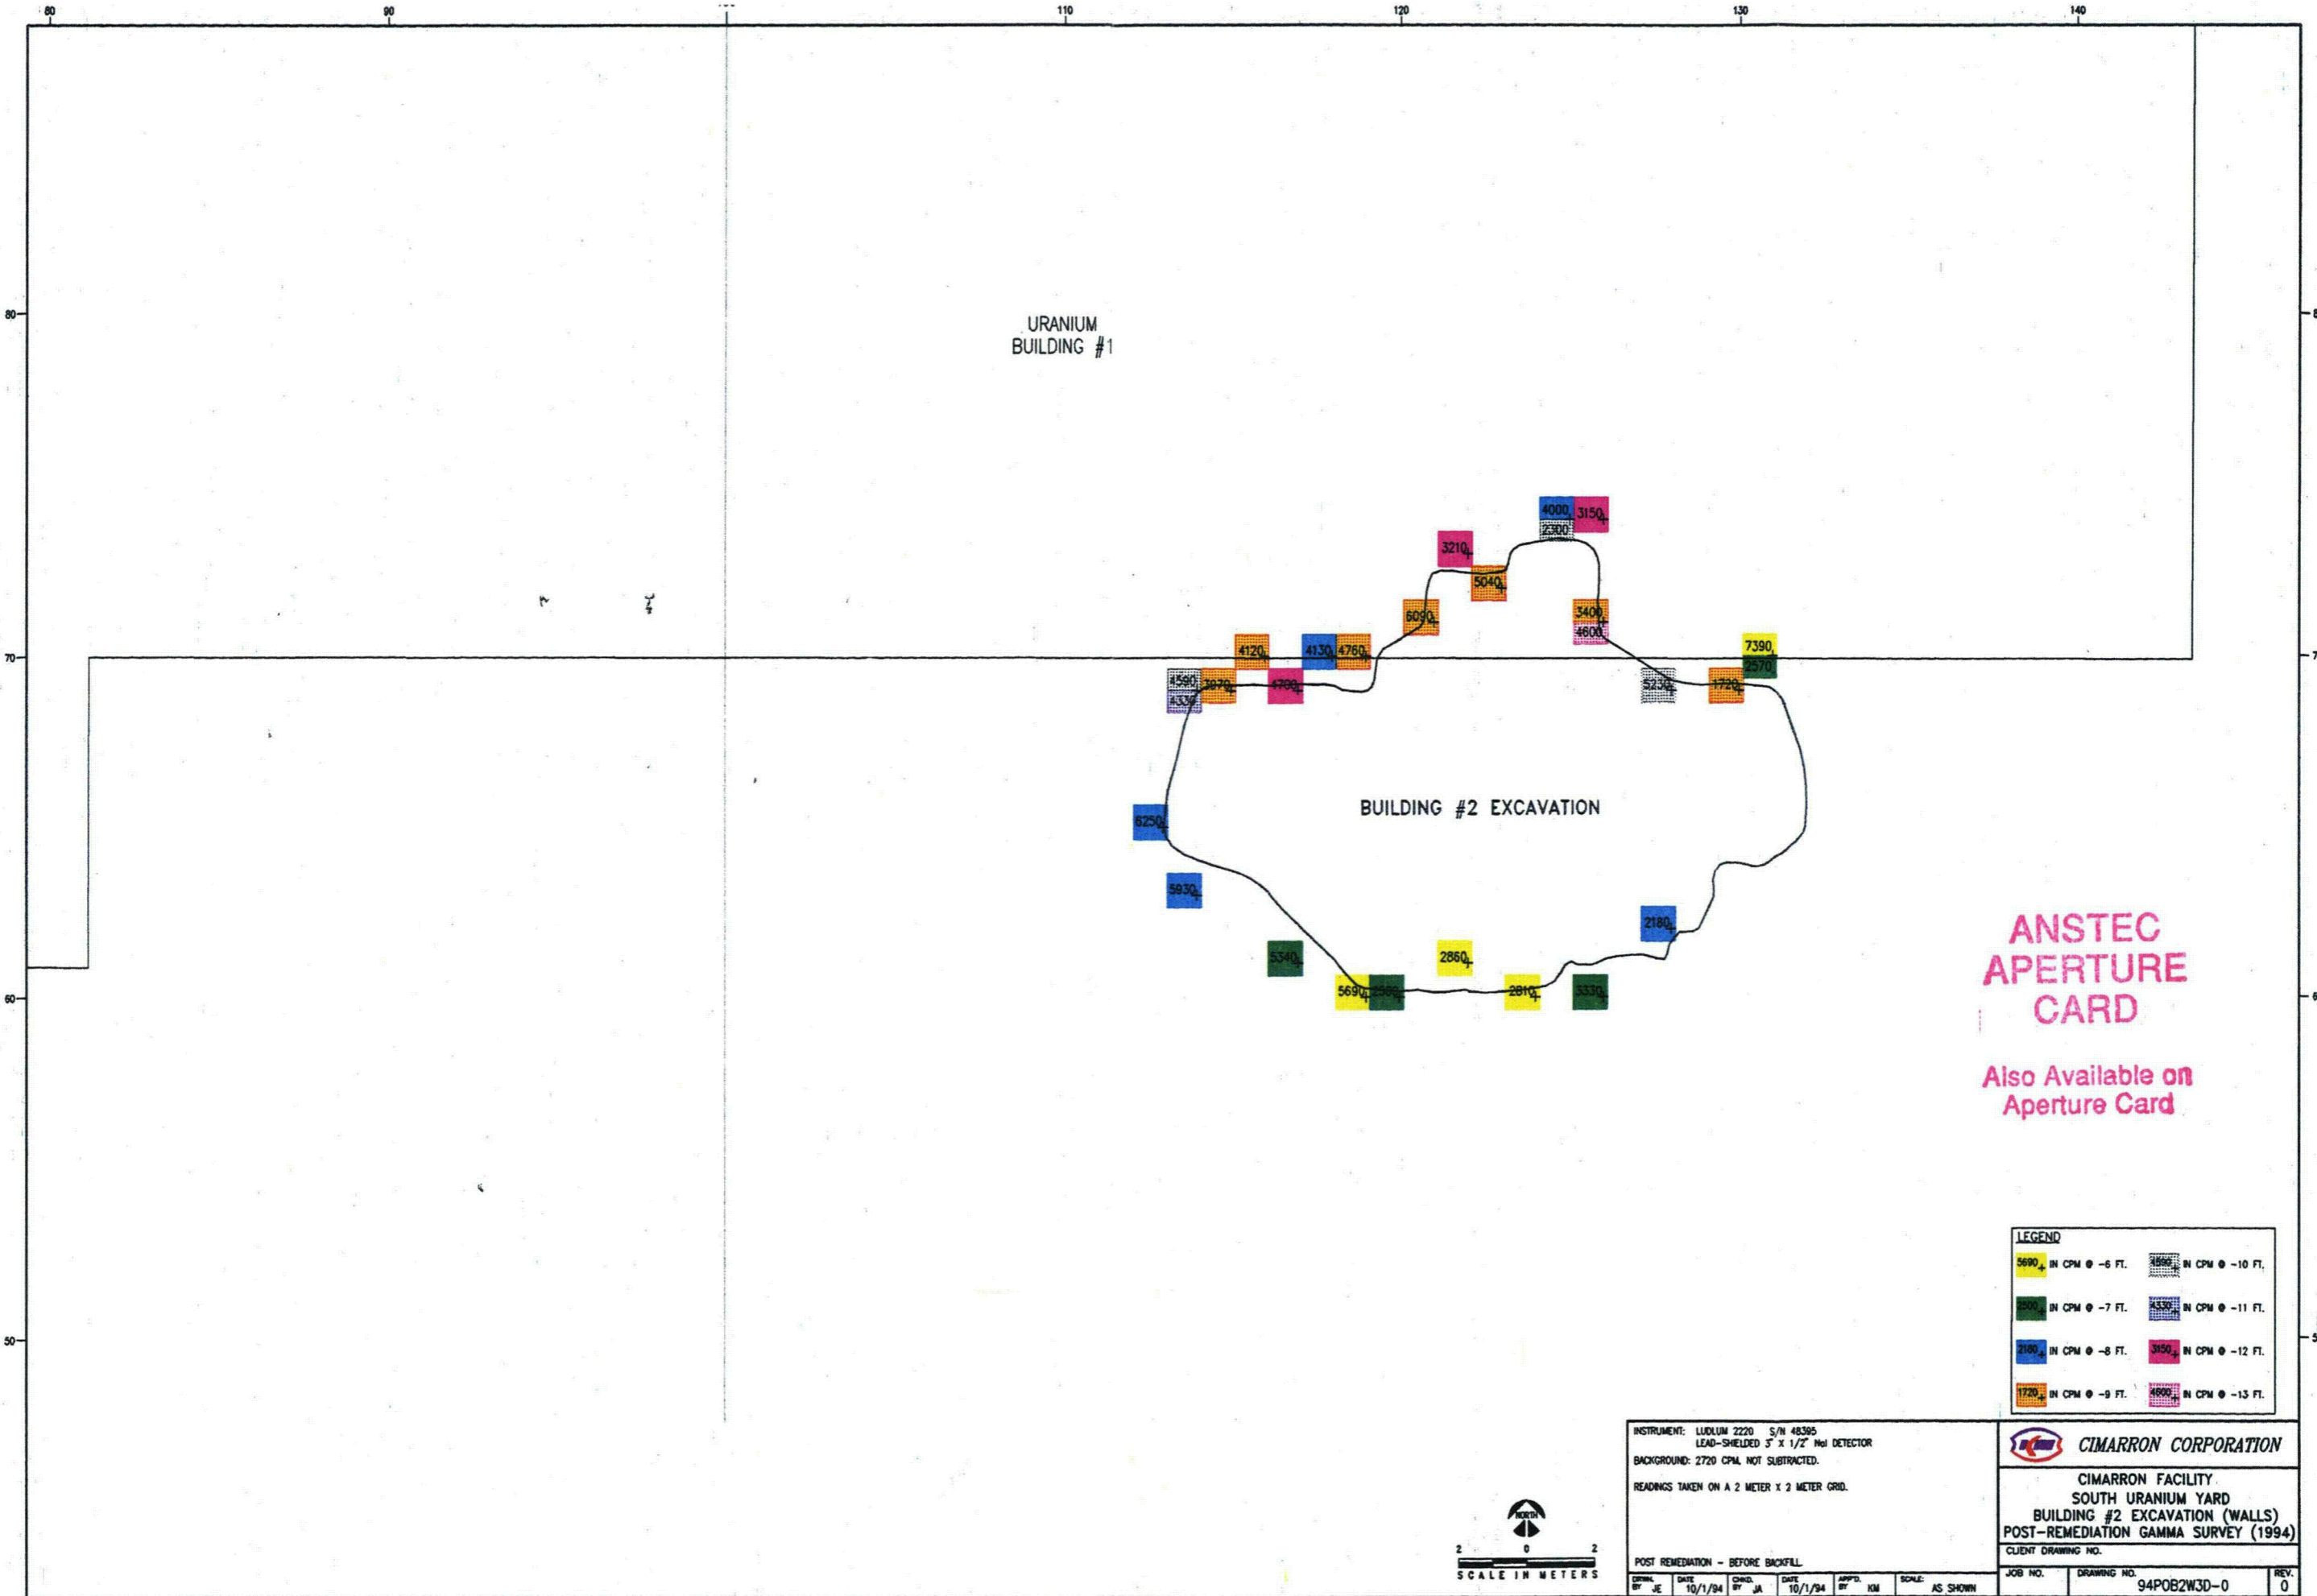 80 90 110 120 130 140
80
URANIUM
BUILDING #1
4000 3150
2300
3210
5040
6090 3400
4600
7390
4120 4130 4760
70 70
2570
4590 3970 4700 5230 1720
4330
BUILDING #2 EXCAVATION
6250
5930
2180
5340 2860
60
5690 2810 3330
ANSTEC
APERTURE
CARD
Also Available on
Aperture Card
50
LEGEND
5690 IN CPM @ -6 FT. 4590 IN CPM @ -10 FT.
2500 IN CPM @ -7 FT. 4330 IN CPM @ -11 FT.
2180 IN CPM @ -8 FT. 3150 IN CPM @ -12 FT.
1720 IN CPM @ -9 FT. 4600 IN CPM @ -13 FT.
INSTRUMENT: LUDLUM 2220 S/N 48395
LEAD-SHIELDED 3" X 1/2" NaI DETECTOR
BACKGROUND: 2720 CPM, NOT SUBTRACTED.
READINGS TAKEN ON A 2 METER X 2 METER GRID.
POST REMEDIATION - BEFORE BACKFILL
NORTH
2 0 2
SCALE IN METERS
CIMARRON CORPORATION
CIMARRON FACILITY
SOUTH URANIUM YARD
BUILDING #2 EXCAVATION (WALLS)
POST-REMEDIATION GAMMA SURVEY (1994)
CLIENT DRAWING NO.
DRWN. BY JE DATE 10/1/94 CHKD. BY JA DATE 10/1/94 APP'D. BY KM SCALE: AS SHOWN
JOB NO. DRAWING NO. 94POB2W3D-0 REV. 0